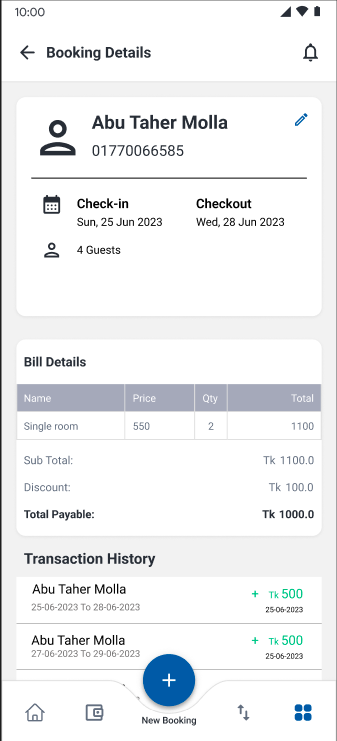 10:00
Booking Details
Abu Taher Molla
01770066585
Check-in Checkout
Sun, 25 Jun 2023 Wed, 28 Jun 2023
4 Guests
Bill Details
Name Price Qty Total
Single room 550 2 1100
Sub Total: Tk 1100.0
Discount: Tk 100.0
Total Payable: Tk 1000.0
Transaction History
Abu Taher Molla + Tk 500
25-06-2023 To 28-06-2023 25-06-2023
Abu Taher Molla + Tk 500
27-06-2023 To 29-06-2023 25-06-2023
New Booking